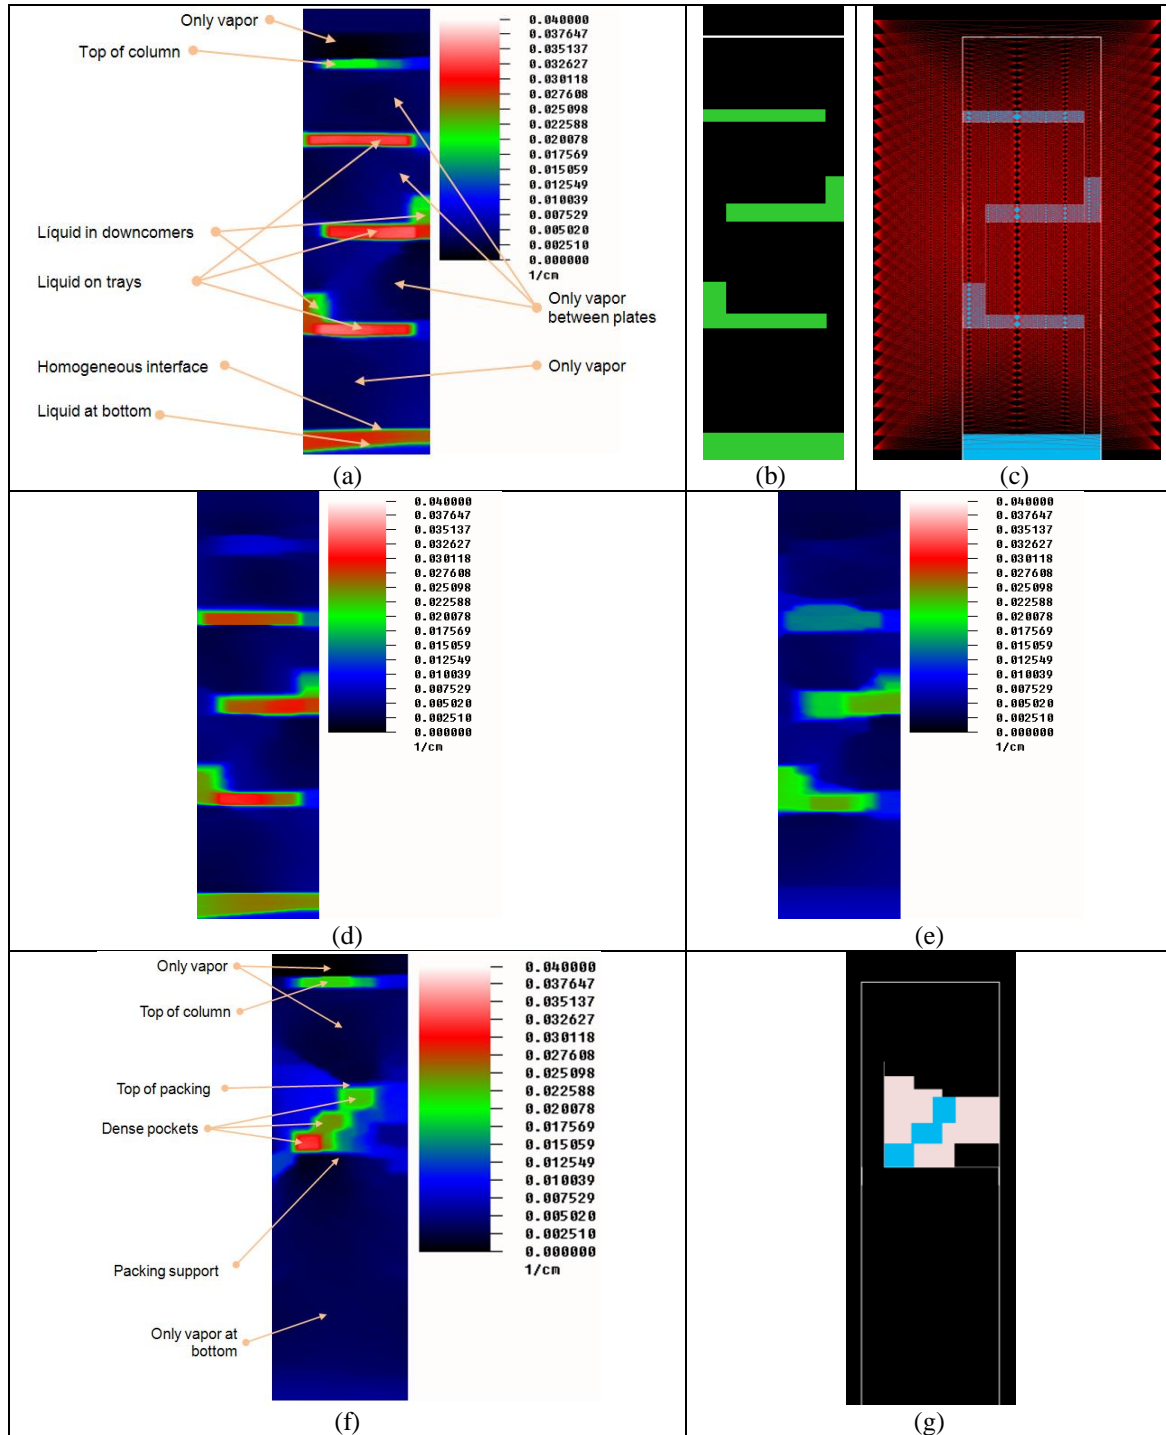 Only vapor
Top of column
Líquid in downcomers
Liquid on trays
Homogeneous interface
Liquid at bottom
0.040000
0.037647
0.035137
0.032627
0.030118
0.027608
0.025098
0.022588
0.020078
0.017569
0.015059
0.012549
0.010039
0.007529
0.005020
0.002510
0.000000
1/cm
Only vapor
between plates
Only vapor
(a)
(b)
(c)
0.040000
0.037647
0.035137
0.032627
0.030118
0.027608
0.025098
0.022588
0.020078
0.017569
0.015059
0.012549
0.010039
0.007529
0.005020
0.002510
0.000000
1/cm
(d)
0.040000
0.037647
0.035137
0.032627
0.030118
0.027608
0.025098
0.022588
0.020078
0.017569
0.015059
0.012549
0.010039
0.007529
0.005020
0.002510
0.000000
1/cm
(e)
Only vapor
Top of column
Top of packing
Dense pockets
Packing support
Only vapor at
bottom
0.040000
0.037647
0.035137
0.032627
0.030118
0.027608
0.025098
0.022588
0.020078
0.017569
0.015059
0.012549
0.010039
0.007529
0.005020
0.002510
0.000000
1/cm
(f)
(g)